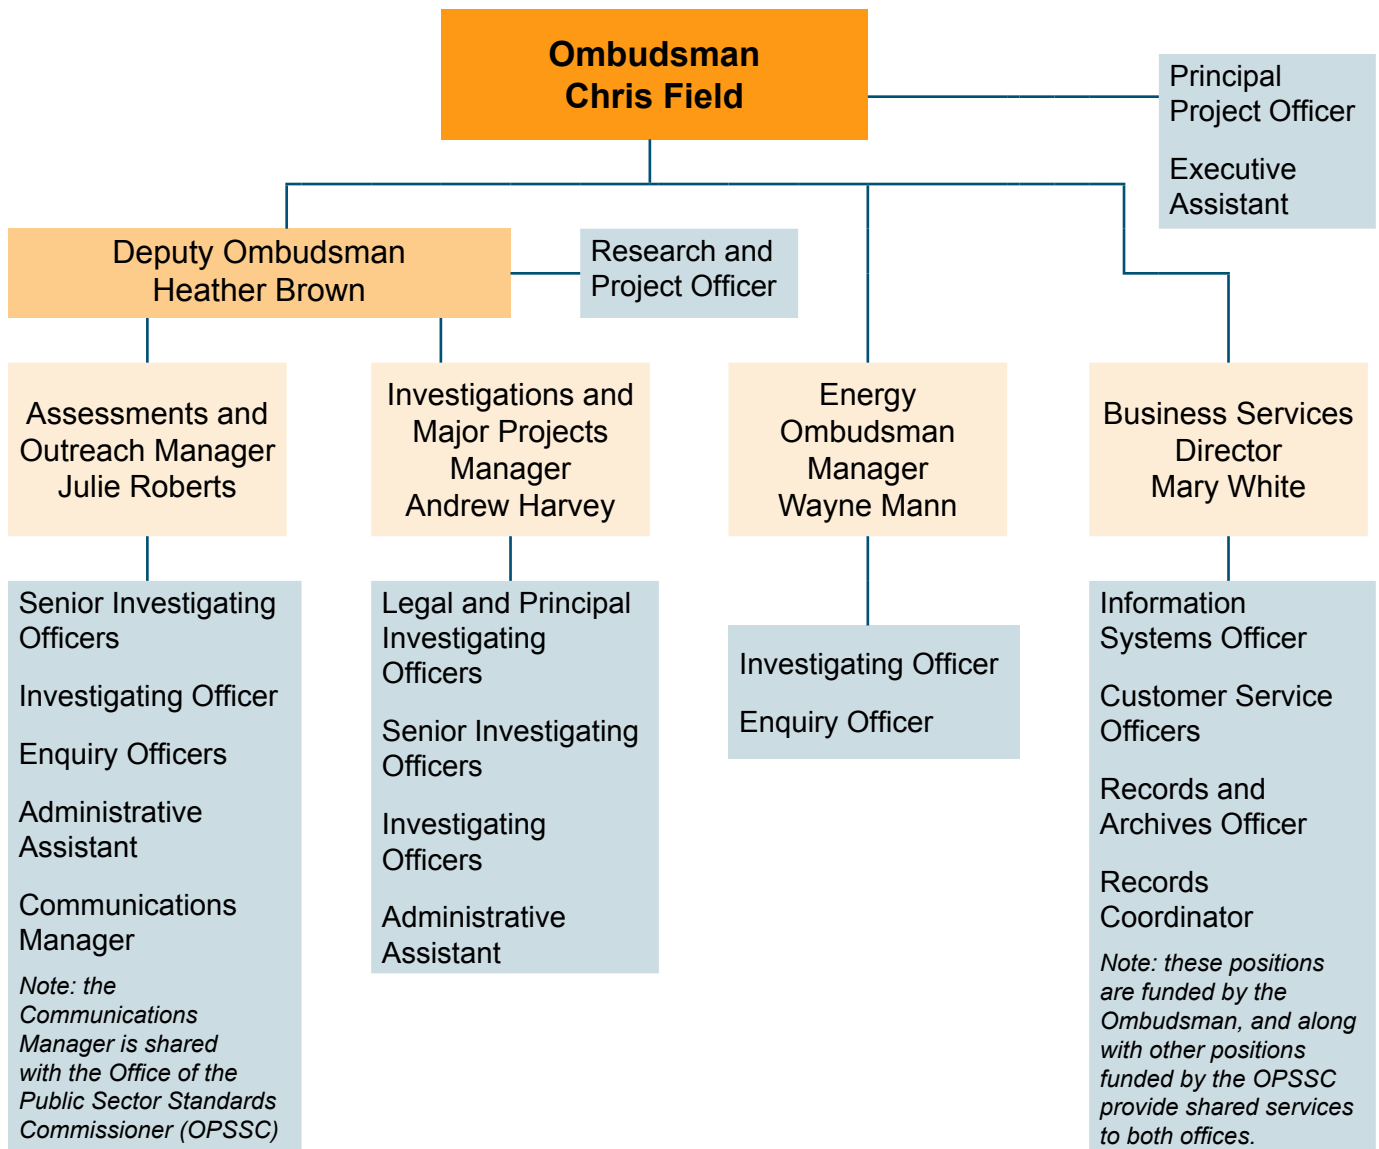 Ombudsman
Chris Field
Principal
Project Officer
Executive
Assistant
Deputy Ombudsman
Heather Brown
Research and
Project Officer
Assessments and
Outreach Manager
Julie Roberts
Investigations and
Major Projects
Manager
Andrew Harvey
Energy
Ombudsman
Manager
Wayne Mann
Business Services
Director
Mary White
Senior Investigating
Officers
Investigating Officer
Enquiry Officers
Administrative
Assistant
Communications
Manager
Note: the
Communications
Manager is shared
with the Office of the
Public Sector Standards
Commissioner (OPSSC)
Legal and Principal
Investigating
Officers
Senior Investigating
Officers
Investigating
Officers
Administrative
Assistant
Investigating Officer
Enquiry Officer
Information
Systems Officer
Customer Service
Officers
Records and
Archives Officer
Records
Coordinator
Note: these positions
are funded by the
Ombudsman, and along
with other positions
funded by the OPSSC
provide shared services
to both offices.